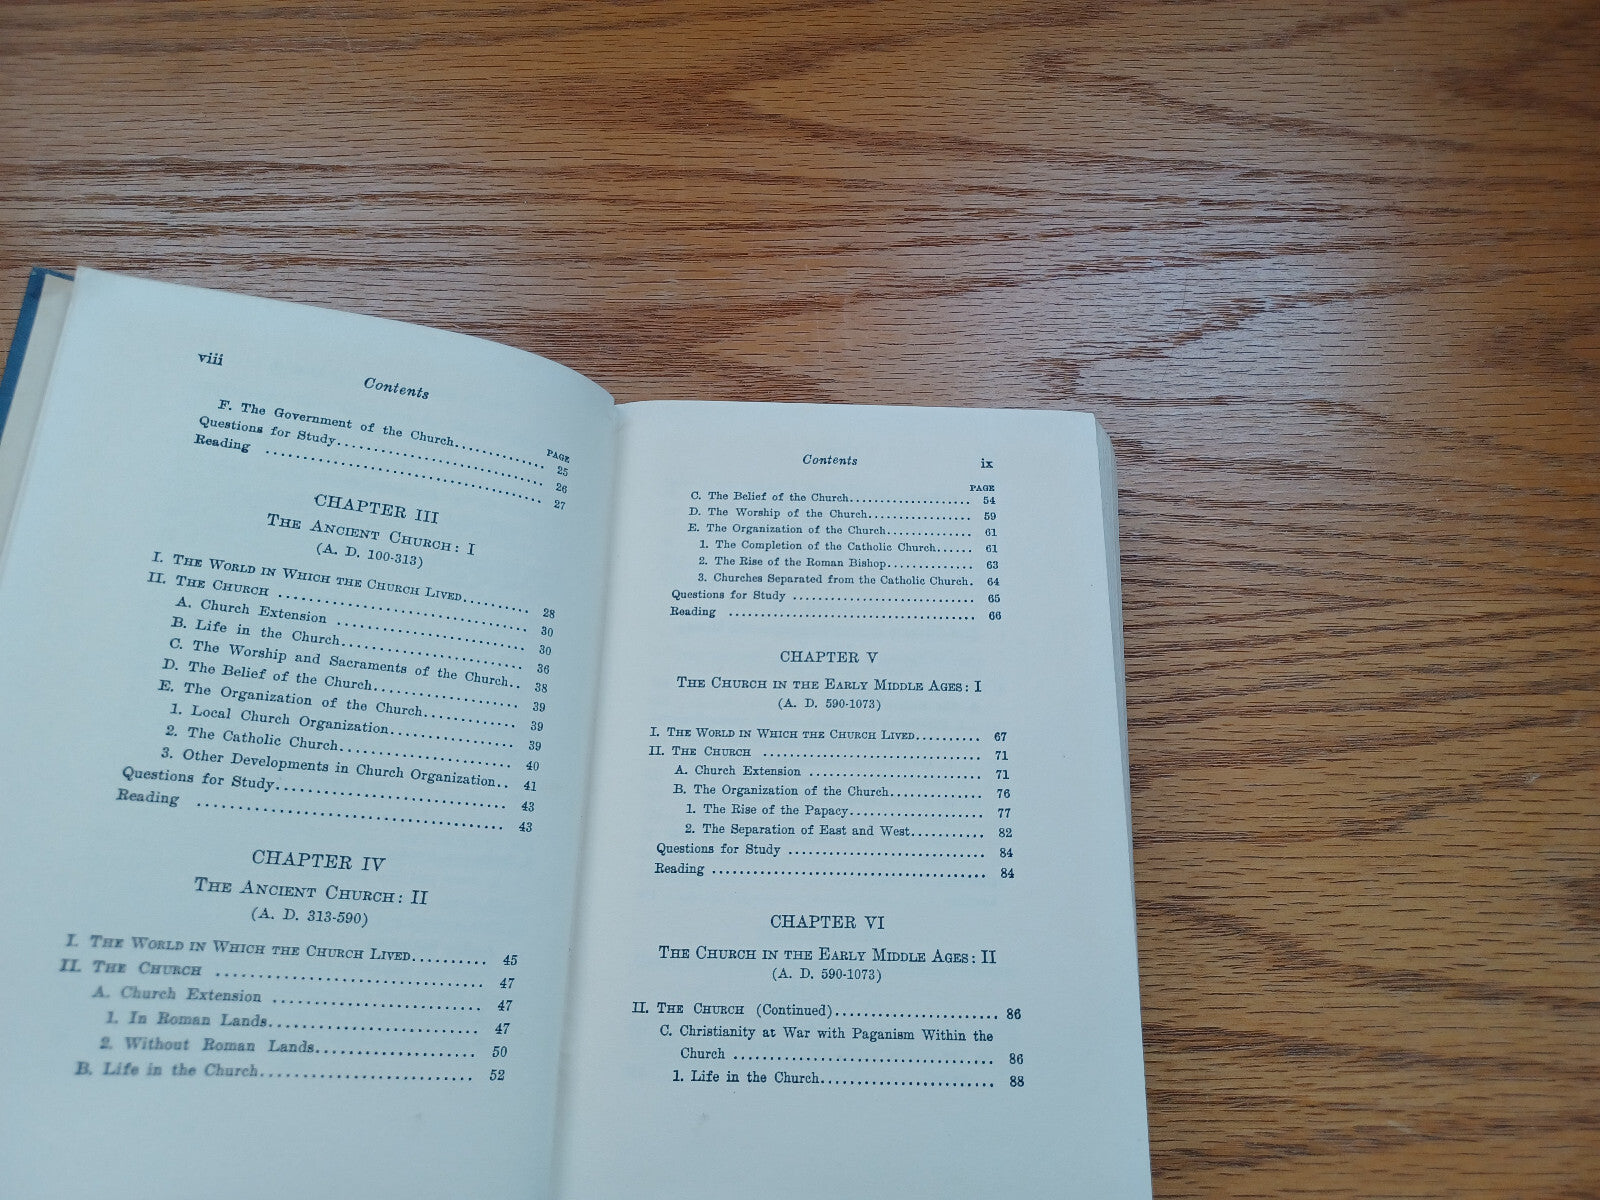 viii
Contents
PAGE
F. The Government of the Church.............. 25
Questions for Study................................ 26
Reading ........................................... 27
CHAPTER III
THE ANCIENT CHURCH: I
(A. D. 100-313)
I. THE WORLD IN WHICH THE CHURCH LIVED.......... 28
II. THE CHURCH ..................................... 30
A. Church Extension ............................ 30
B. Life in the Church........................... 36
C. The Worship and Sacraments of the Church.. 38
D. The Belief of the Church...................... 39
E. The Organization of the Church.............. 39
1. Local Church Organization.................. 39
2. The Catholic Church.......................... 40
3. Other Developments in Church Organization.. 41
Questions for Study................................... 43
Reading ............................................... 43
CHAPTER IV
THE ANCIENT CHURCH: II
(A. D. 313-590)
I. THE WORLD IN WHICH THE CHURCH LIVED.......... 45
II. THE CHURCH ........................................ 47
A. Church Extension ............................... 47
1. In Roman Lands............................... 47
2. Without Roman Lands....................... 50
B. Life in the Church.............................. 52
Contents
ix
PAGE
C. The Belief of the Church..................... 54
D. The Worship of the Church.................. 59
E. The Organization of the Church.............. 61
1. The Completion of the Catholic Church...... 61
2. The Rise of the Roman Bishop.............. 63
3. Churches Separated from the Catholic Church. 64
Questions for Study ................................ 65
Reading ........................................... 66
CHAPTER V
THE CHURCH IN THE EARLY MIDDLE AGES: I
(A. D. 590-1073)
I. THE WORLD IN WHICH THE CHURCH LIVED.......... 67
II. THE CHURCH ..................................... 71
A. Church Extension ............................ 71
B. The Organization of the Church.............. 76
1. The Rise of the Papacy..................... 77
2. The Separation of East and West........... 82
Questions for Study ................................ 84
Reading ............................................ 84
CHAPTER VI
THE CHURCH IN THE EARLY MIDDLE AGES: II
(A. D. 590-1073)
II. THE CHURCH (Continued).......................... 86
C. Christianity at War with Paganism Within the
Church ........................................ 86
1. Life in the Church............................ 88